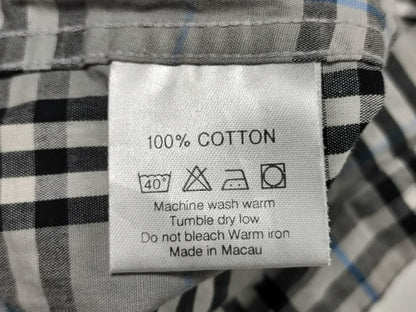 100% COTTON
40°
Machine wash warm
Tumble dry low
Do not bleach Warm iron
Made in Macau